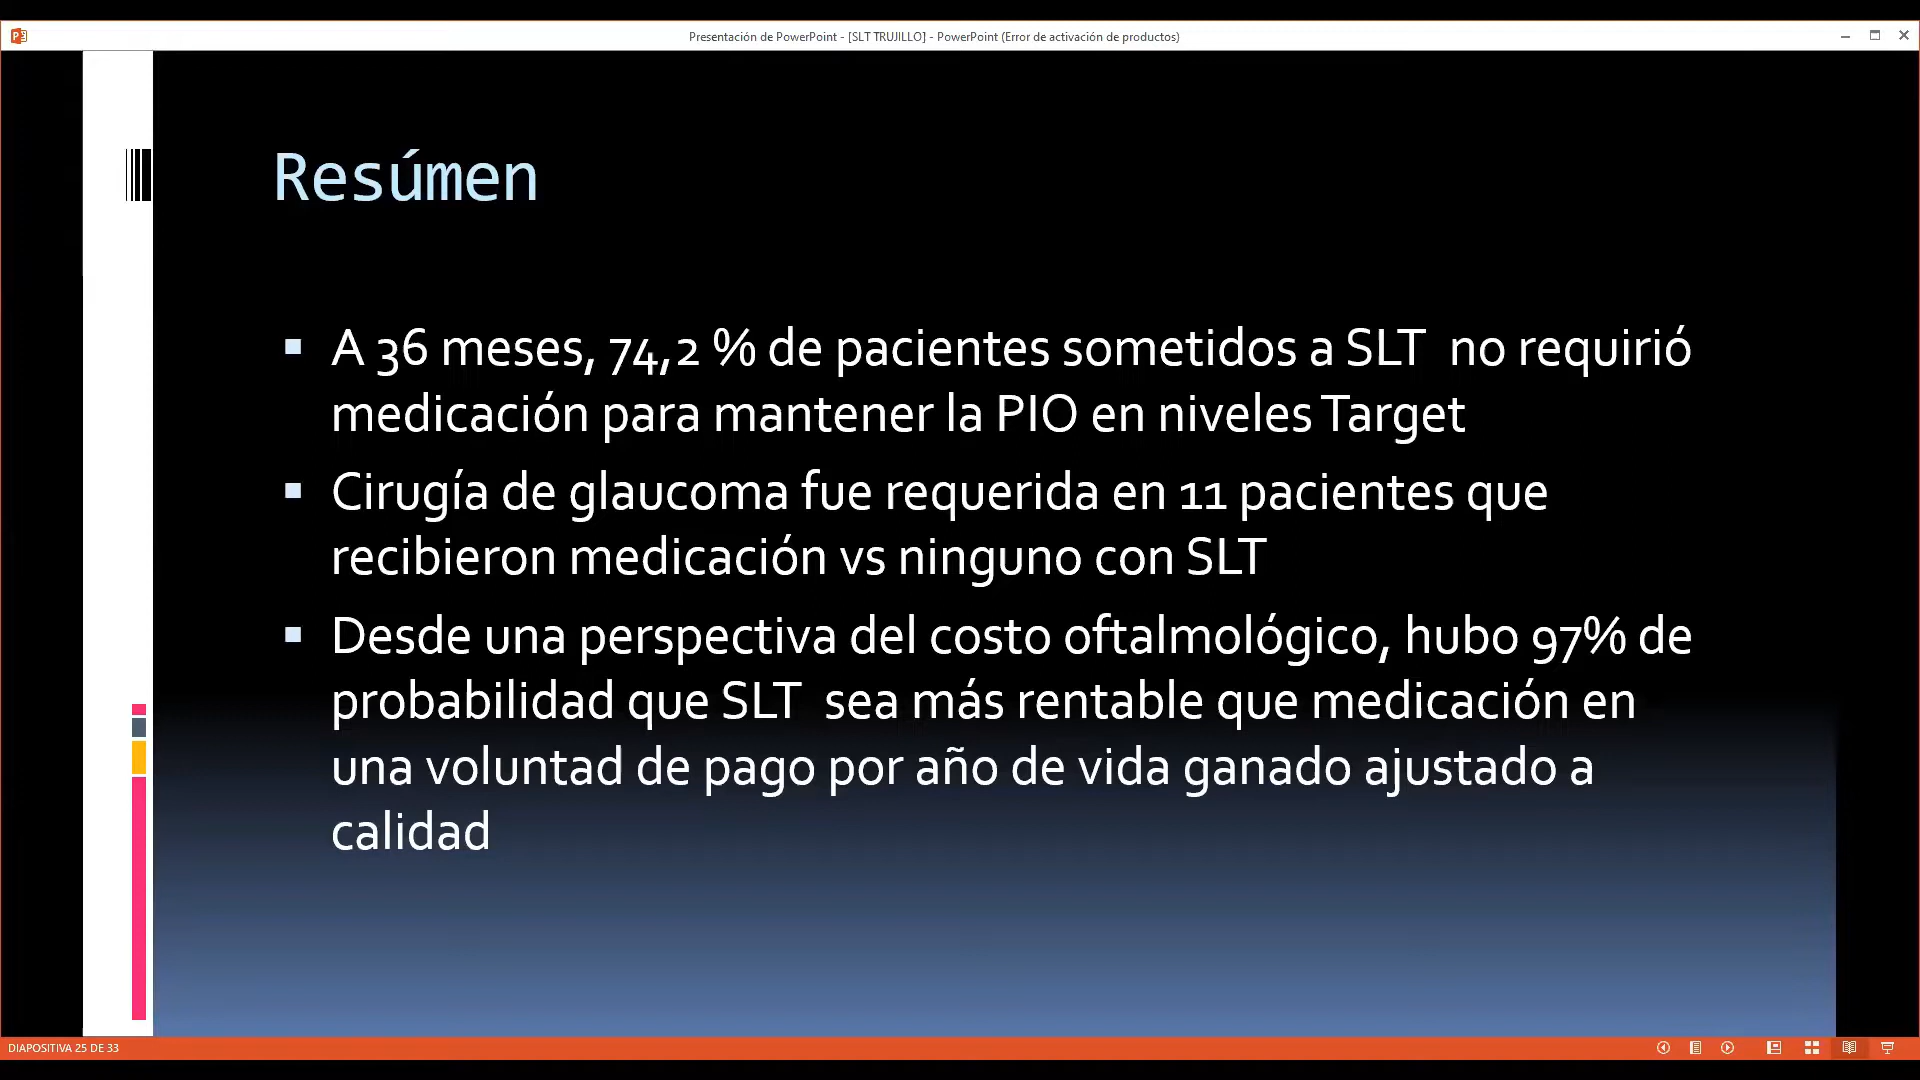 Presentación de PowerPoint - [SLT TRUJILLO] - PowerPoint (Error de activación de productos)
Resúmen
A 36 meses, 74,2 % de pacientes sometidos a SLT no requirió
medicación para mantener la PIO en niveles Target
Cirugía de glaucoma fue requerida en 11 pacientes que
recibieron medicación vs ninguno con SLT
Desde una perspectiva del costo oftalmológico, hubo 97% de
probabilidad que SLT sea más rentable que medicación en
una voluntad de pago por año de vida ganado ajustado a
calidad
DIAPOSITIVA 25 DE 33